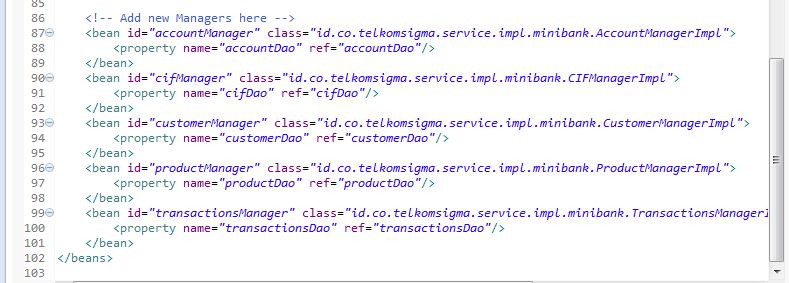 85
86 <!-- Add new Managers here -->
87 <bean id="accountManager" class="id.co.telkomsigma.service.impl.minibank.AccountManagerImpl">
88 <property name="accountDao" ref="accountDao"/>
89 </bean>
90 <bean id="cifManager" class="id.co.telkomsigma.service.impl.minibank.CIFManagerImpl">
91 <property name="cifDao" ref="cifDao"/>
92 </bean>
93 <bean id="customerManager" class="id.co.telkomsigma.service.impl.minibank.CustomerManagerImpl">
94 <property name="customerDao" ref="customerDao"/>
95 </bean>
96 <bean id="productManager" class="id.co.telkomsigma.service.impl.minibank.ProductManagerImpl">
97 <property name="productDao" ref="productDao"/>
98 </bean>
99 <bean id="transactionsManager" class="id.co.telkomsigma.service.impl.minibank.TransactionsManagerI
100 <property name="transactionsDao" ref="transactionsDao"/>
101 </bean>
102 </beans>
103